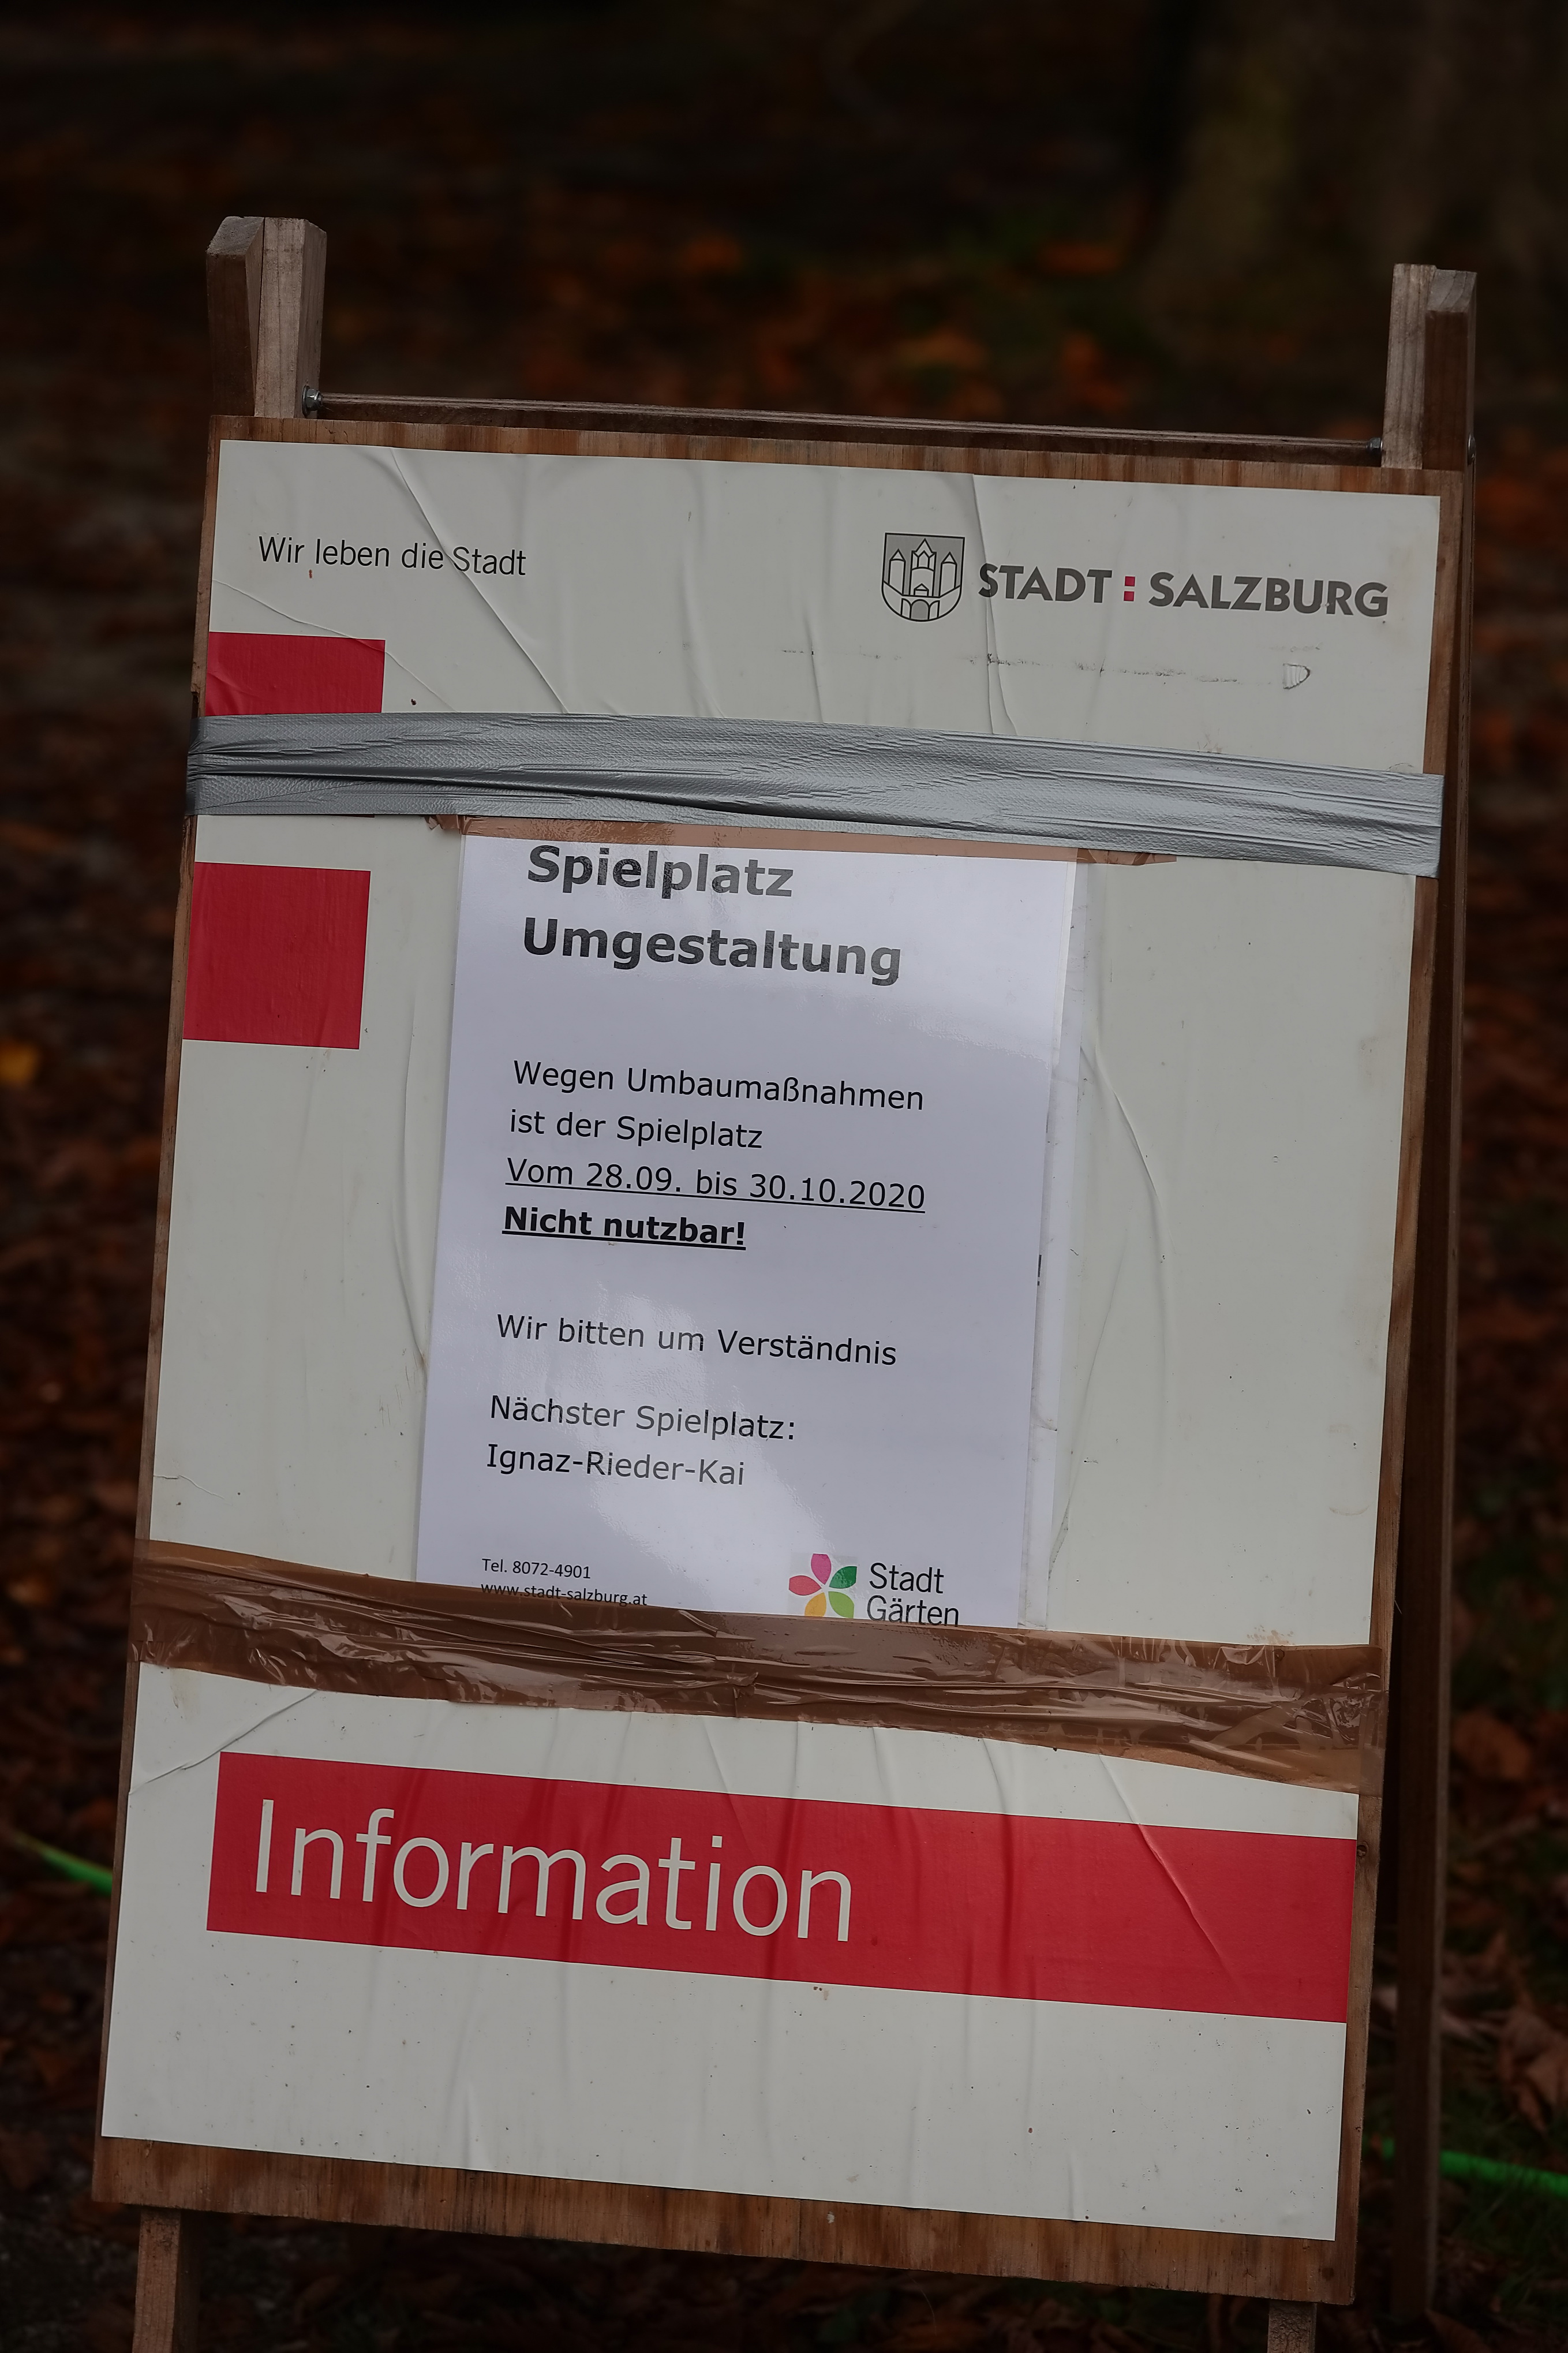 Wir leben die Stadt
STADT : SALZBURG
Spielplatz
Umgestaltung
Wegen Umbaumaßnahmen
ist der Spielplatz
Vom 28.09. bis 30.10.2020
Nicht nutzbar!
Wir bitten um Verständnis
Nächster Spielplatz:
Ignaz-Rieder-Kai
Tel. 8072-4901
www.stadt-salzburg.at
Stadt
Gärten
Information